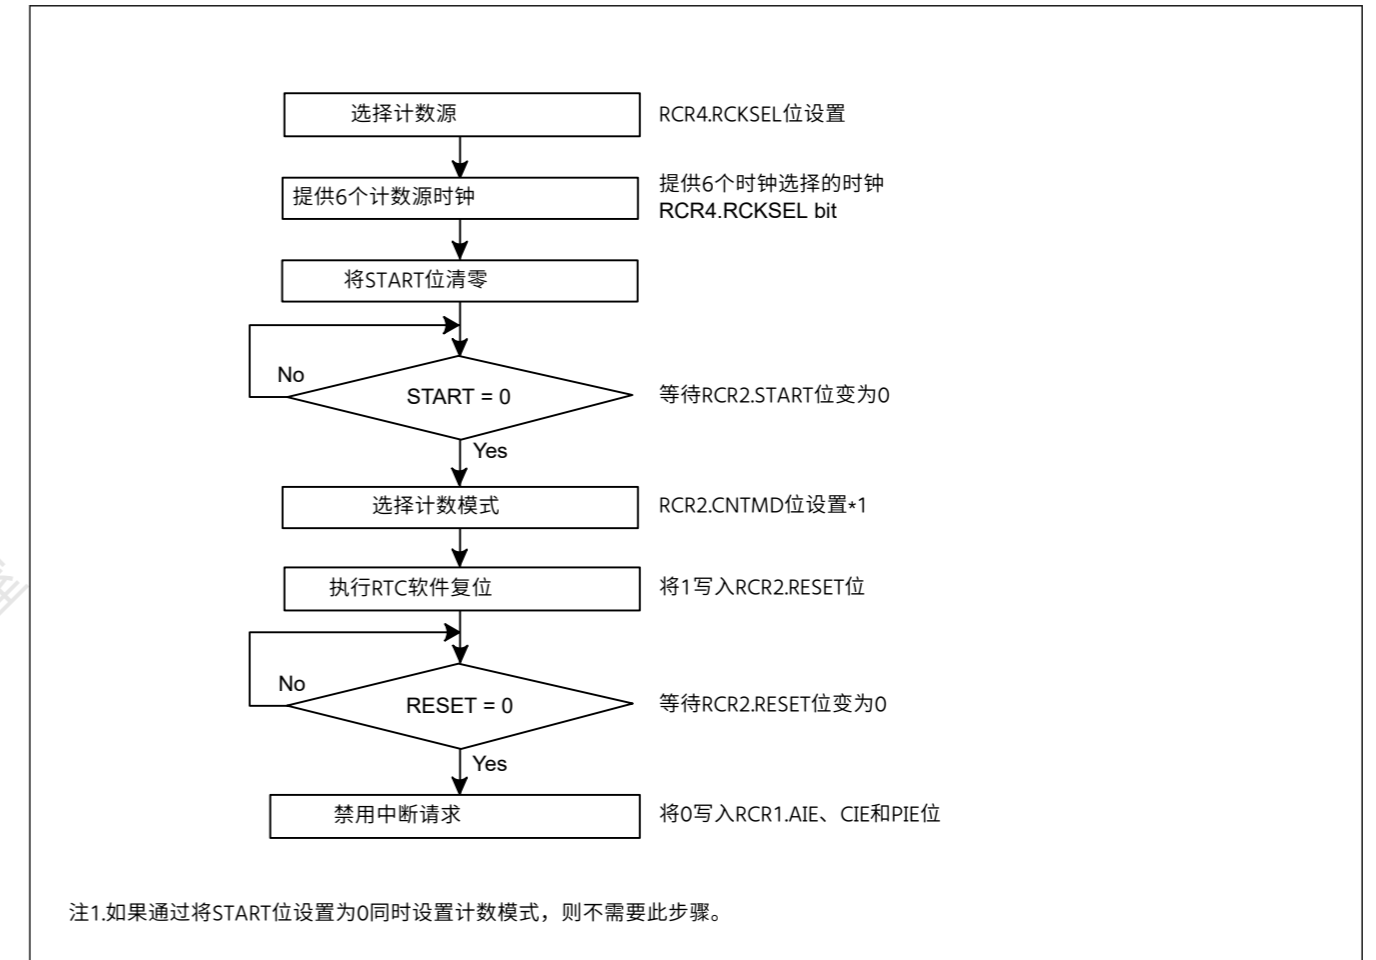 选择计数源
RCR4.RCKSEL位设置
提供6个计数源时钟
提供6个时钟选择的时钟
RCR4.RCKSEL bit
将START位清零
No
START = 0
等待RCR2.START位变为0
Yes
选择计数模式
RCR2.CNTMD位设置*1
执行RTC软件复位
将1写入RCR2.RESET位
No
RESET = 0
等待RCR2.RESET位变为0
Yes
禁用中断请求
将0写入RCR1.AIE、CIE和PIE位
注1.如果通过将START位设置为0同时设置计数模式，则不需要此步骤。